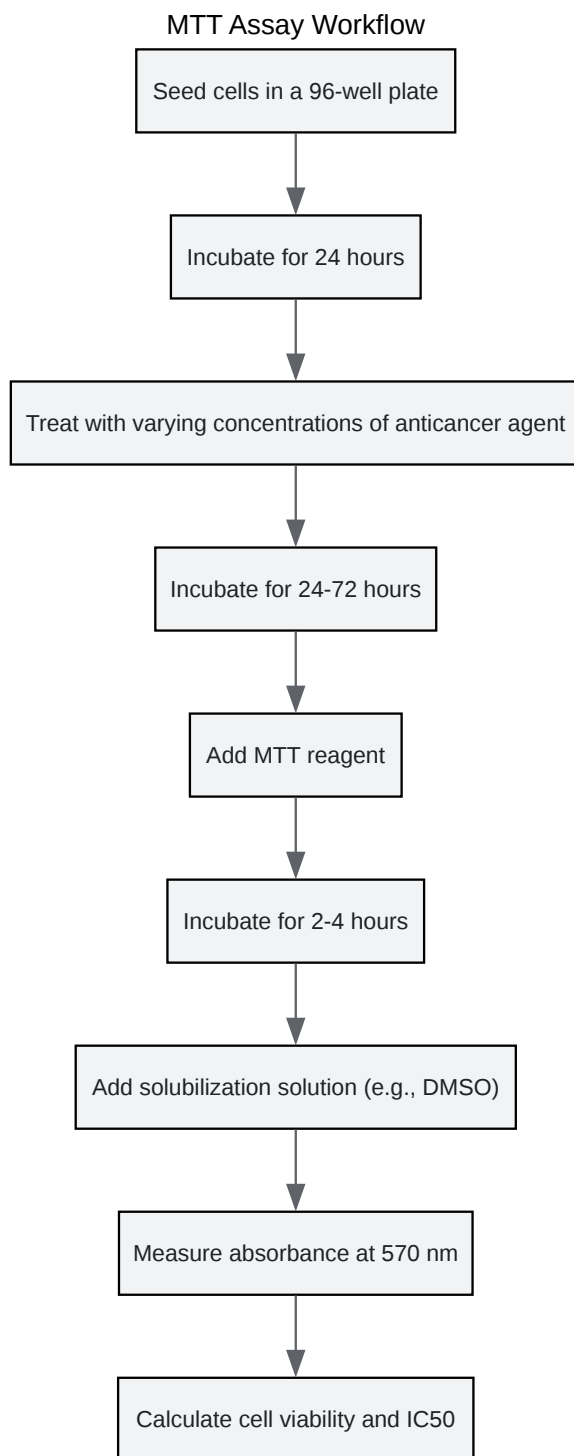 MTT Assay Workflow
Seed cells in a 96-well plate
Incubate for 24 hours
Treat with varying concentrations of anticancer agent
Incubate for 24-72 hours
Add MTT reagent
Incubate for 2-4 hours
Add solubilization solution (e.g., DMSO)
Measure absorbance at 570 nm
Calculate cell viability and IC50